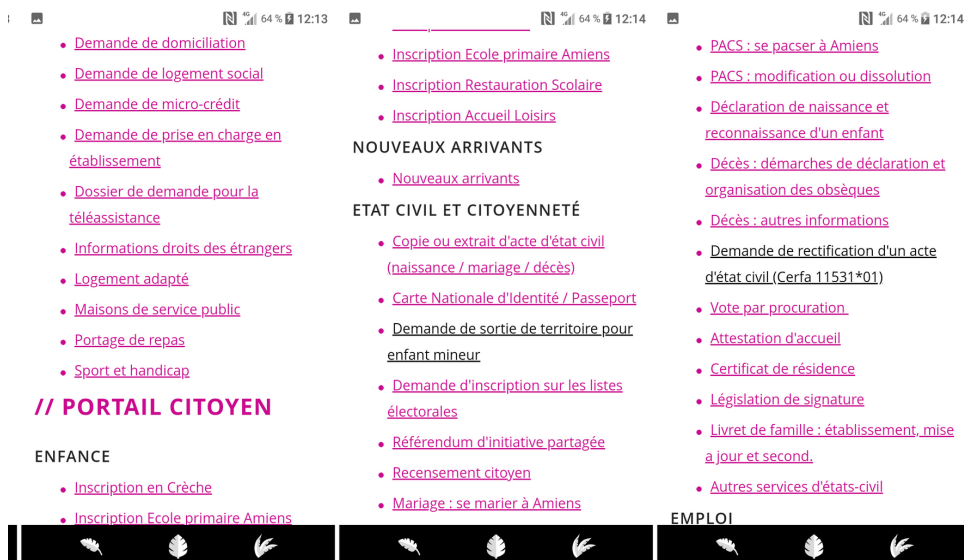 4G 64 % 12:13
Demande de domiciliation
Demande de logement social
Demande de micro-crédit
Demande de prise en charge en
établissement
Dossier de demande pour la
téléassistance
Informations droits des étrangers
Logement adapté
Maisons de service public
Portage de repas
Sport et handicap
// PORTAIL CITOYEN
ENFANCE
Inscription en Crèche
Inscription Ecole primaire Amiens
4G 64 % 12:14
Inscription Ecole primaire Amiens
Inscription Restauration Scolaire
Inscription Accueil Loisirs
NOUVEAUX ARRIVANTS
Nouveaux arrivants
ETAT CIVIL ET CITOYENNETÉ
Copie ou extrait d'acte d'état civil
(naissance / mariage / décès)
Carte Nationale d'Identité / Passeport
Demande de sortie de territoire pour
enfant mineur
Demande d'inscription sur les listes
électorales
Référendum d'initiative partagée
Recensement citoyen
Mariage : se marier à Amiens
4G 64 % 12:14
PACS : se pacser à Amiens
PACS : modification ou dissolution
Déclaration de naissance et
reconnaissance d'un enfant
Décès : démarches de déclaration et
organisation des obsèques
Décès : autres informations
Demande de rectification d'un acte
d'état civil (Cerfa 11531*01)
Vote par procuration
Attestation d'accueil
Certificat de résidence
Législation de signature
Livret de famille : établissement, mise
a jour et second.
Autres services d'états-civil
EMPLOI